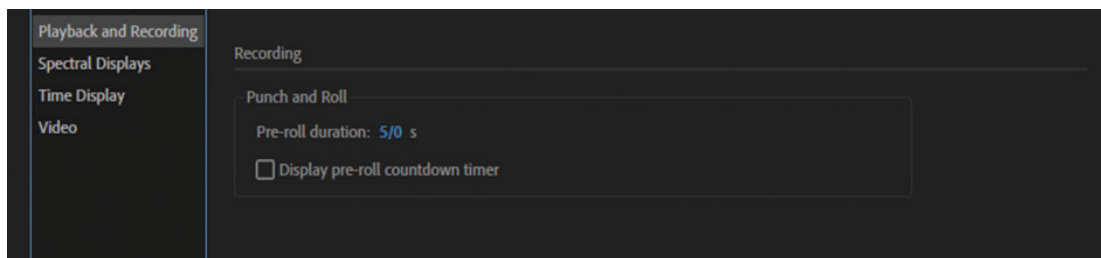 Playback and Recording
Spectral Displays
Time Display
Video
Recording
Punch and Roll
Pre-roll duration: 5/0 s
Display pre-roll countdown timer